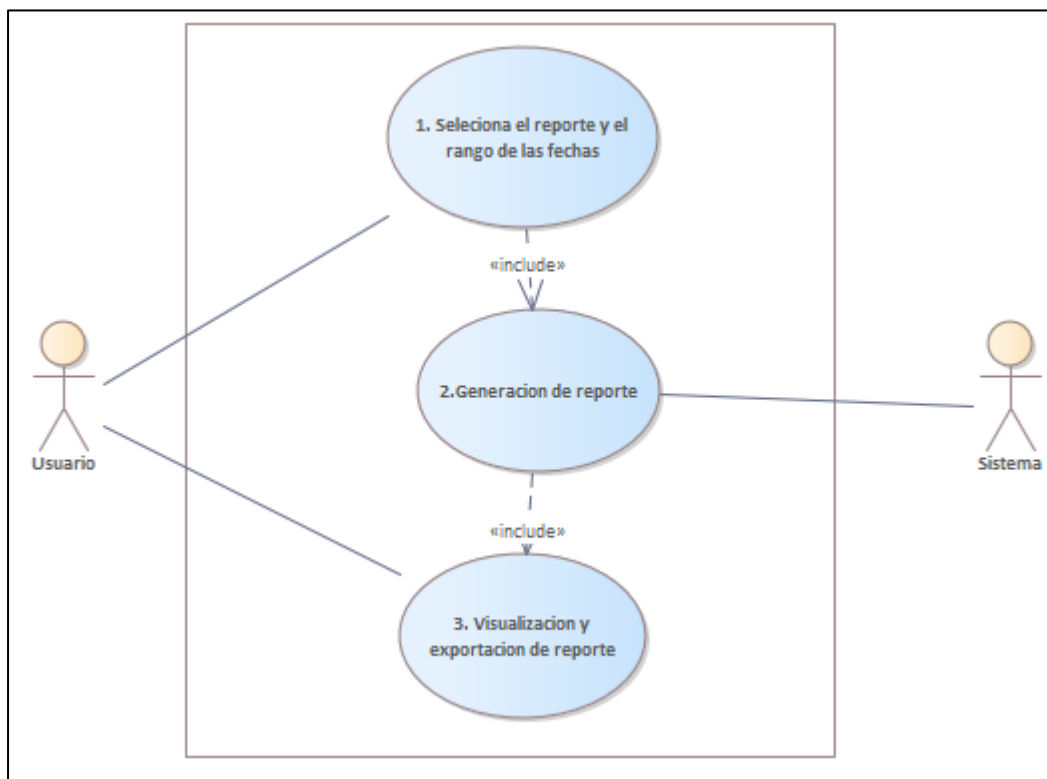 1. Seleciona el reporte y el
rango de las fechas
«include»
2.Generacion de reporte
Usuario
Sistema
«include»
3. Visualizacion y
exportacion de reporte